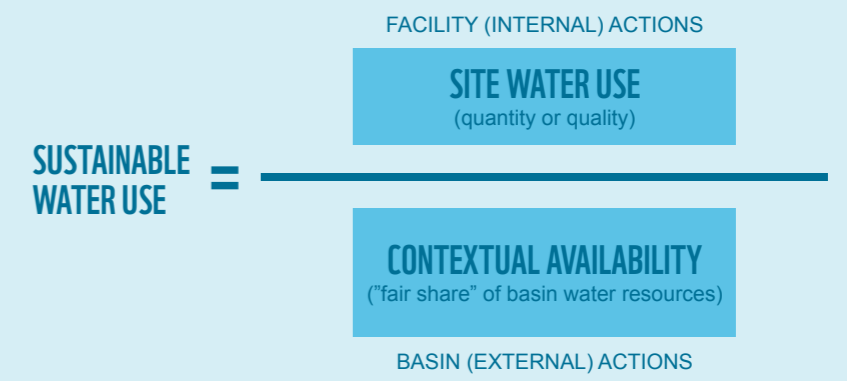 FACILITY (INTERNAL) ACTIONS
SITE WATER USE
(quantity or quality)
SUSTAINABLE
WATER USE
=
CONTEXTUAL AVAILABILITY
(”fair share” of basin water resources)
BASIN (EXTERNAL) ACTIONS